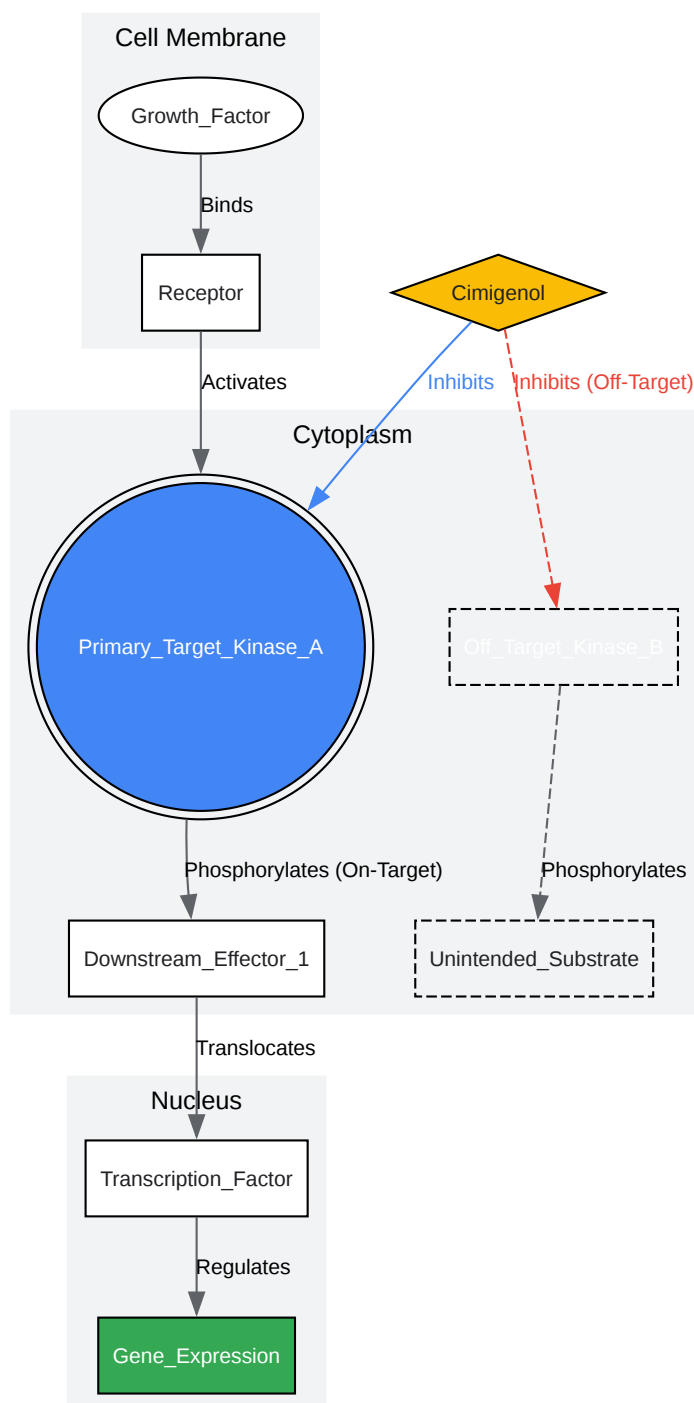 Cell Membrane
Growth_Factor
Binds
Receptor
Cimigenol
Activates
Inhibits
Inhibits (Off-Target)
Cytoplasm
Primary_Target_Kinase_A
Off_Target_Kinase_B
Phosphorylates (On-Target)
Phosphorylates
Downstream_Effector_1
Unintended_Substrate
Translocates
Nucleus
Transcription_Factor
Regulates
Gene_Expression